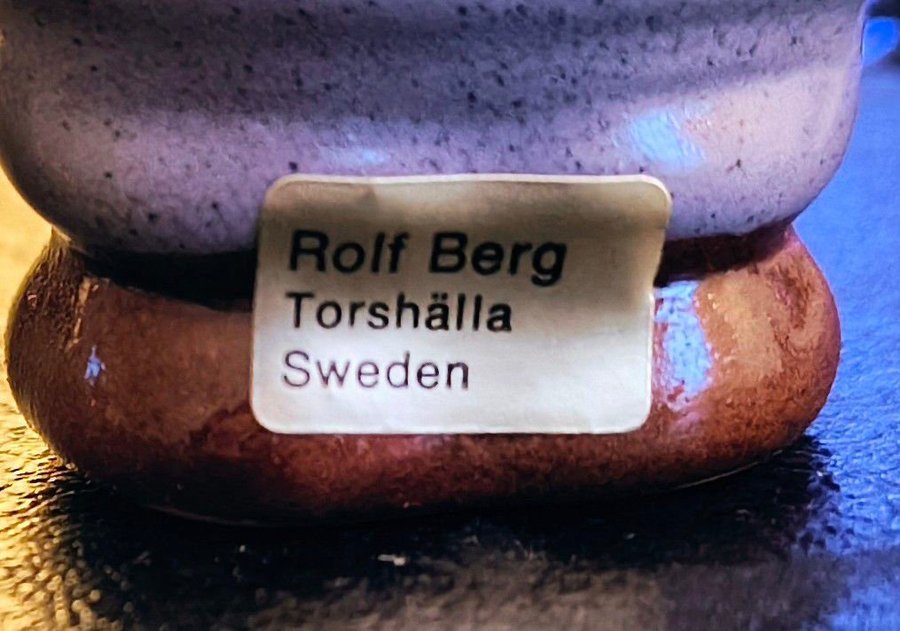 Rolf Berg
Torshälla
Sweden